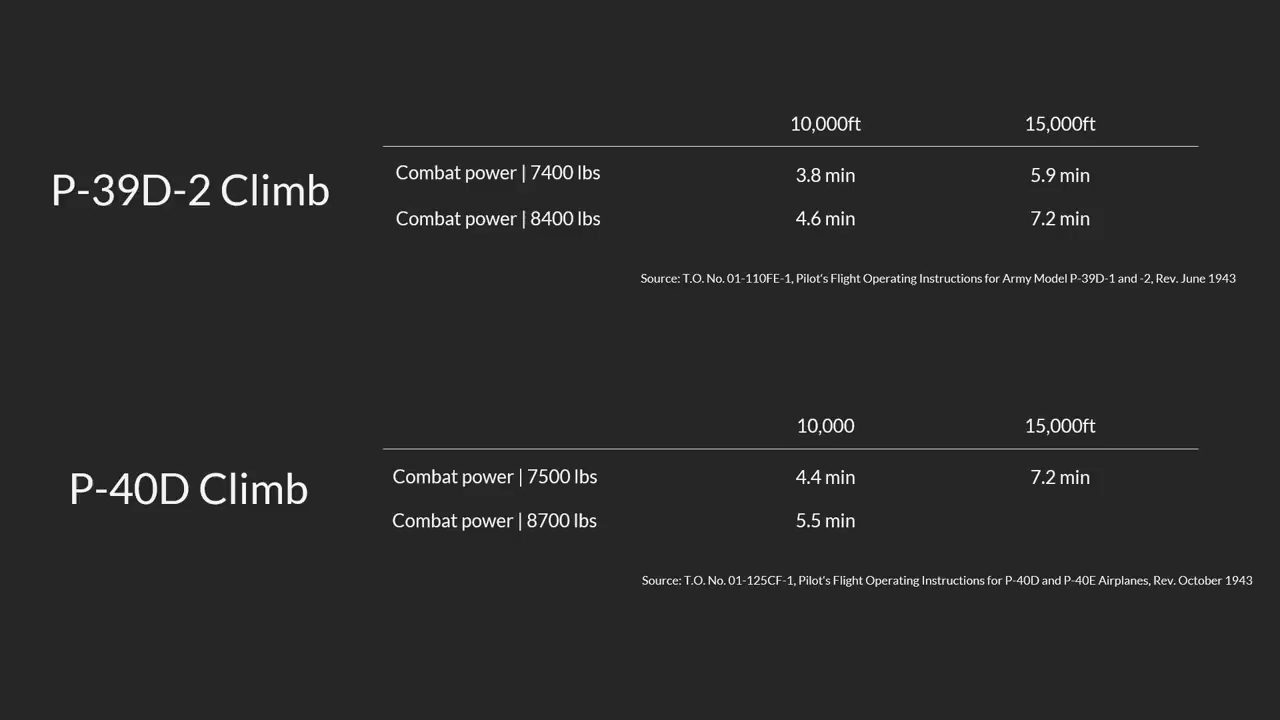 10,000ft 15,000ft
P-39D-2 Climb
Combat power | 7400 lbs 3.8 min 5.9 min
Combat power | 8400 lbs 4.6 min 7.2 min
Source: T.O. No. 01-110FE-1, Pilot's Flight Operating Instructions for Army Model P-39D-1 and -2, Rev. June 1943
10,000 15,000ft
P-40D Climb
Combat power | 7500 lbs 4.4 min 7.2 min
Combat power | 8700 lbs 5.5 min
Source: T.O. No. 01-125CF-1, Pilot's Flight Operating Instructions for P-40D and P-40E Airplanes, Rev. October 1943